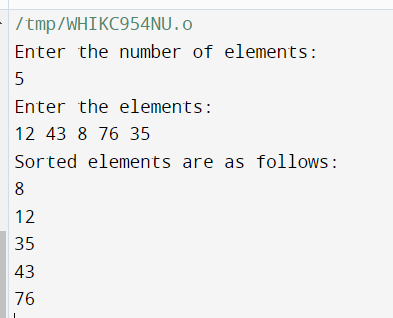 /tmp/WHIKC954NU.o
Enter the number of elements:
5
Enter the elements:
12 43 8 76 35
Sorted elements are as follows:
8
12
35
43
76